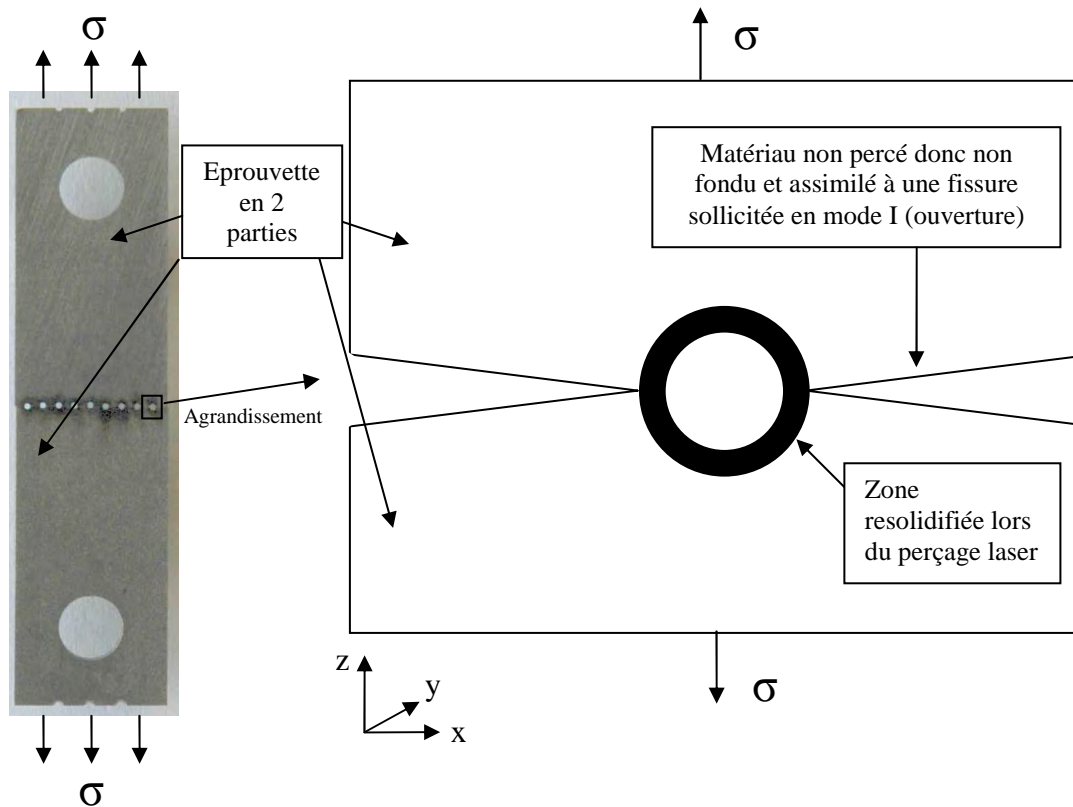 σ
σ
Eprouvette
en 2
parties
Matériau non percé donc non
fondu et assimilé à une fissure
sollicitée en mode I (ouverture)
Agrandissement
Zone
resolidifiée lors
du perçage laser
z
y
x
σ
σ